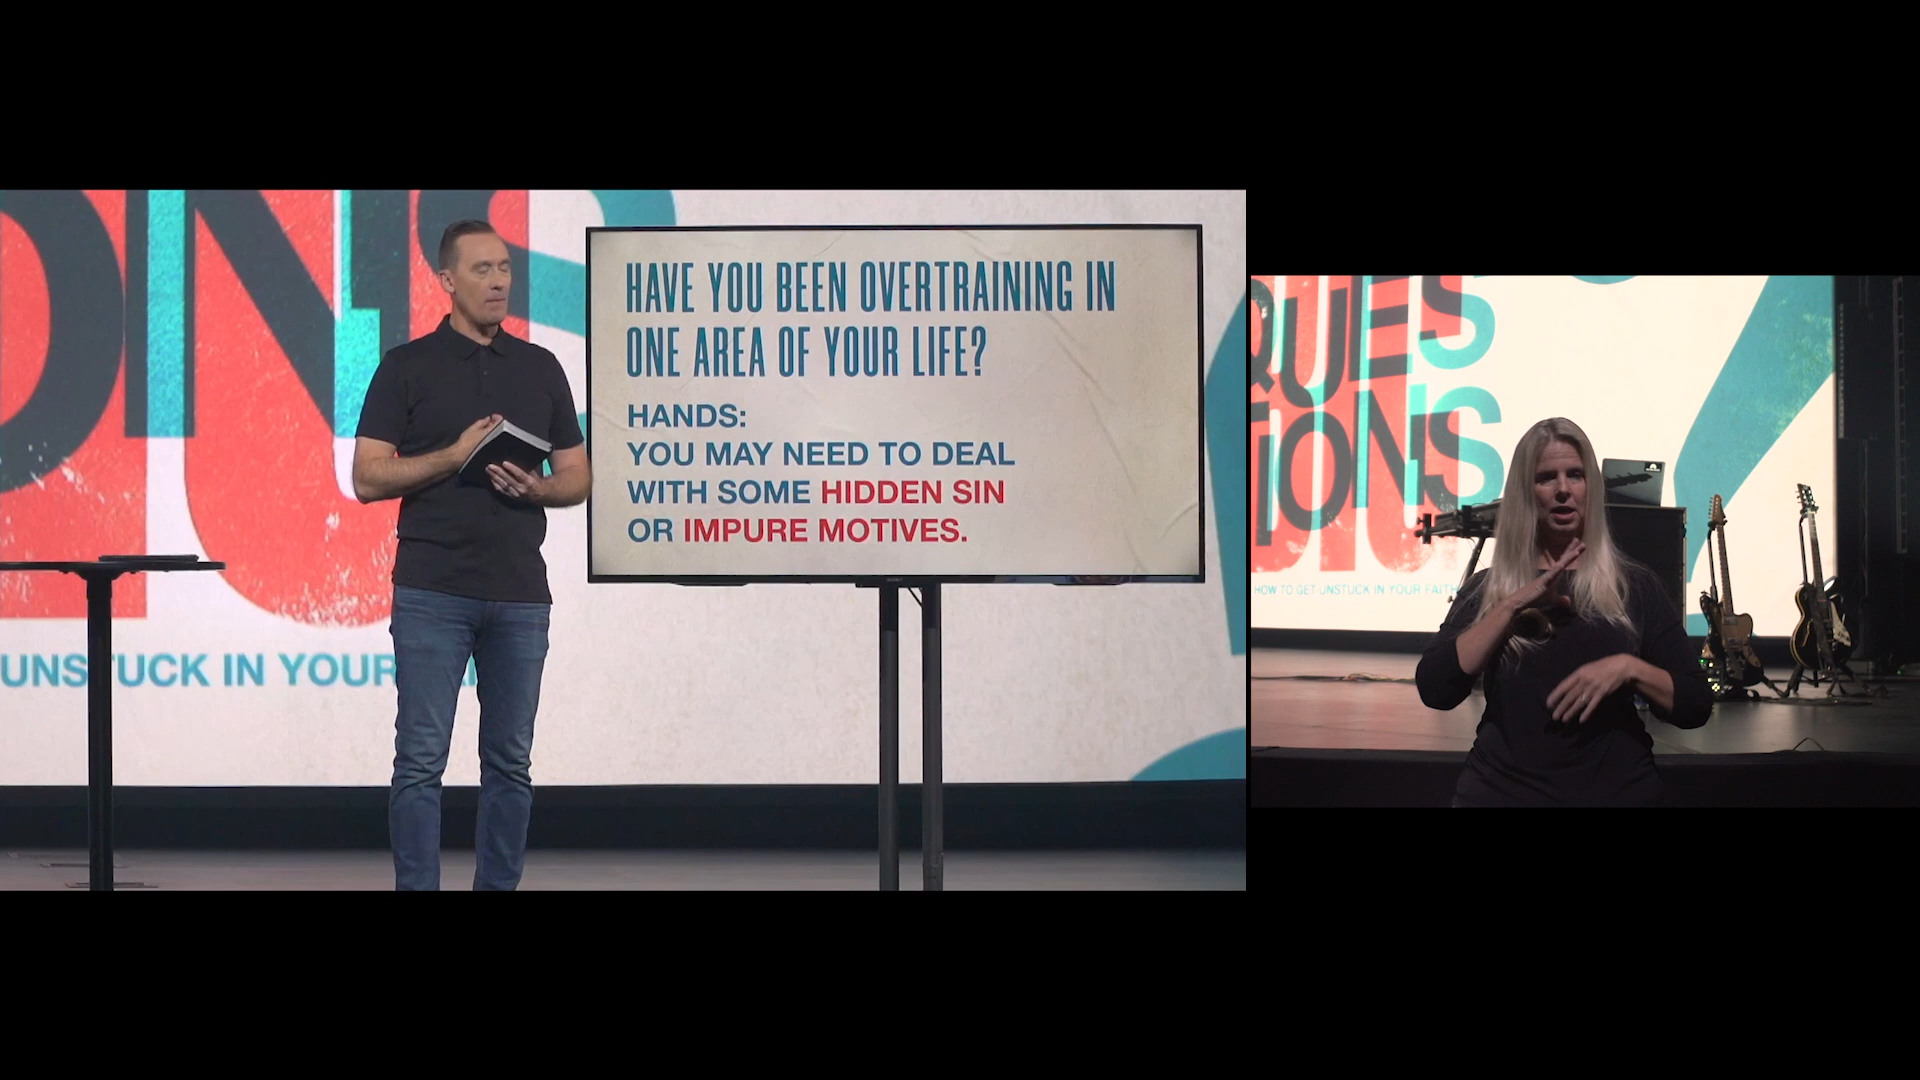 HAVE YOU BEEN OVERTRAINING IN
ONE AREA OF YOUR LIFE?
HANDS:
YOU MAY NEED TO DEAL
WITH SOME HIDDEN SIN
OR IMPURE MOTIVES.
UNSTUCK IN YOUR
QUES
TIONS
HOW TO GET UNSTUCK IN YOUR FAITH